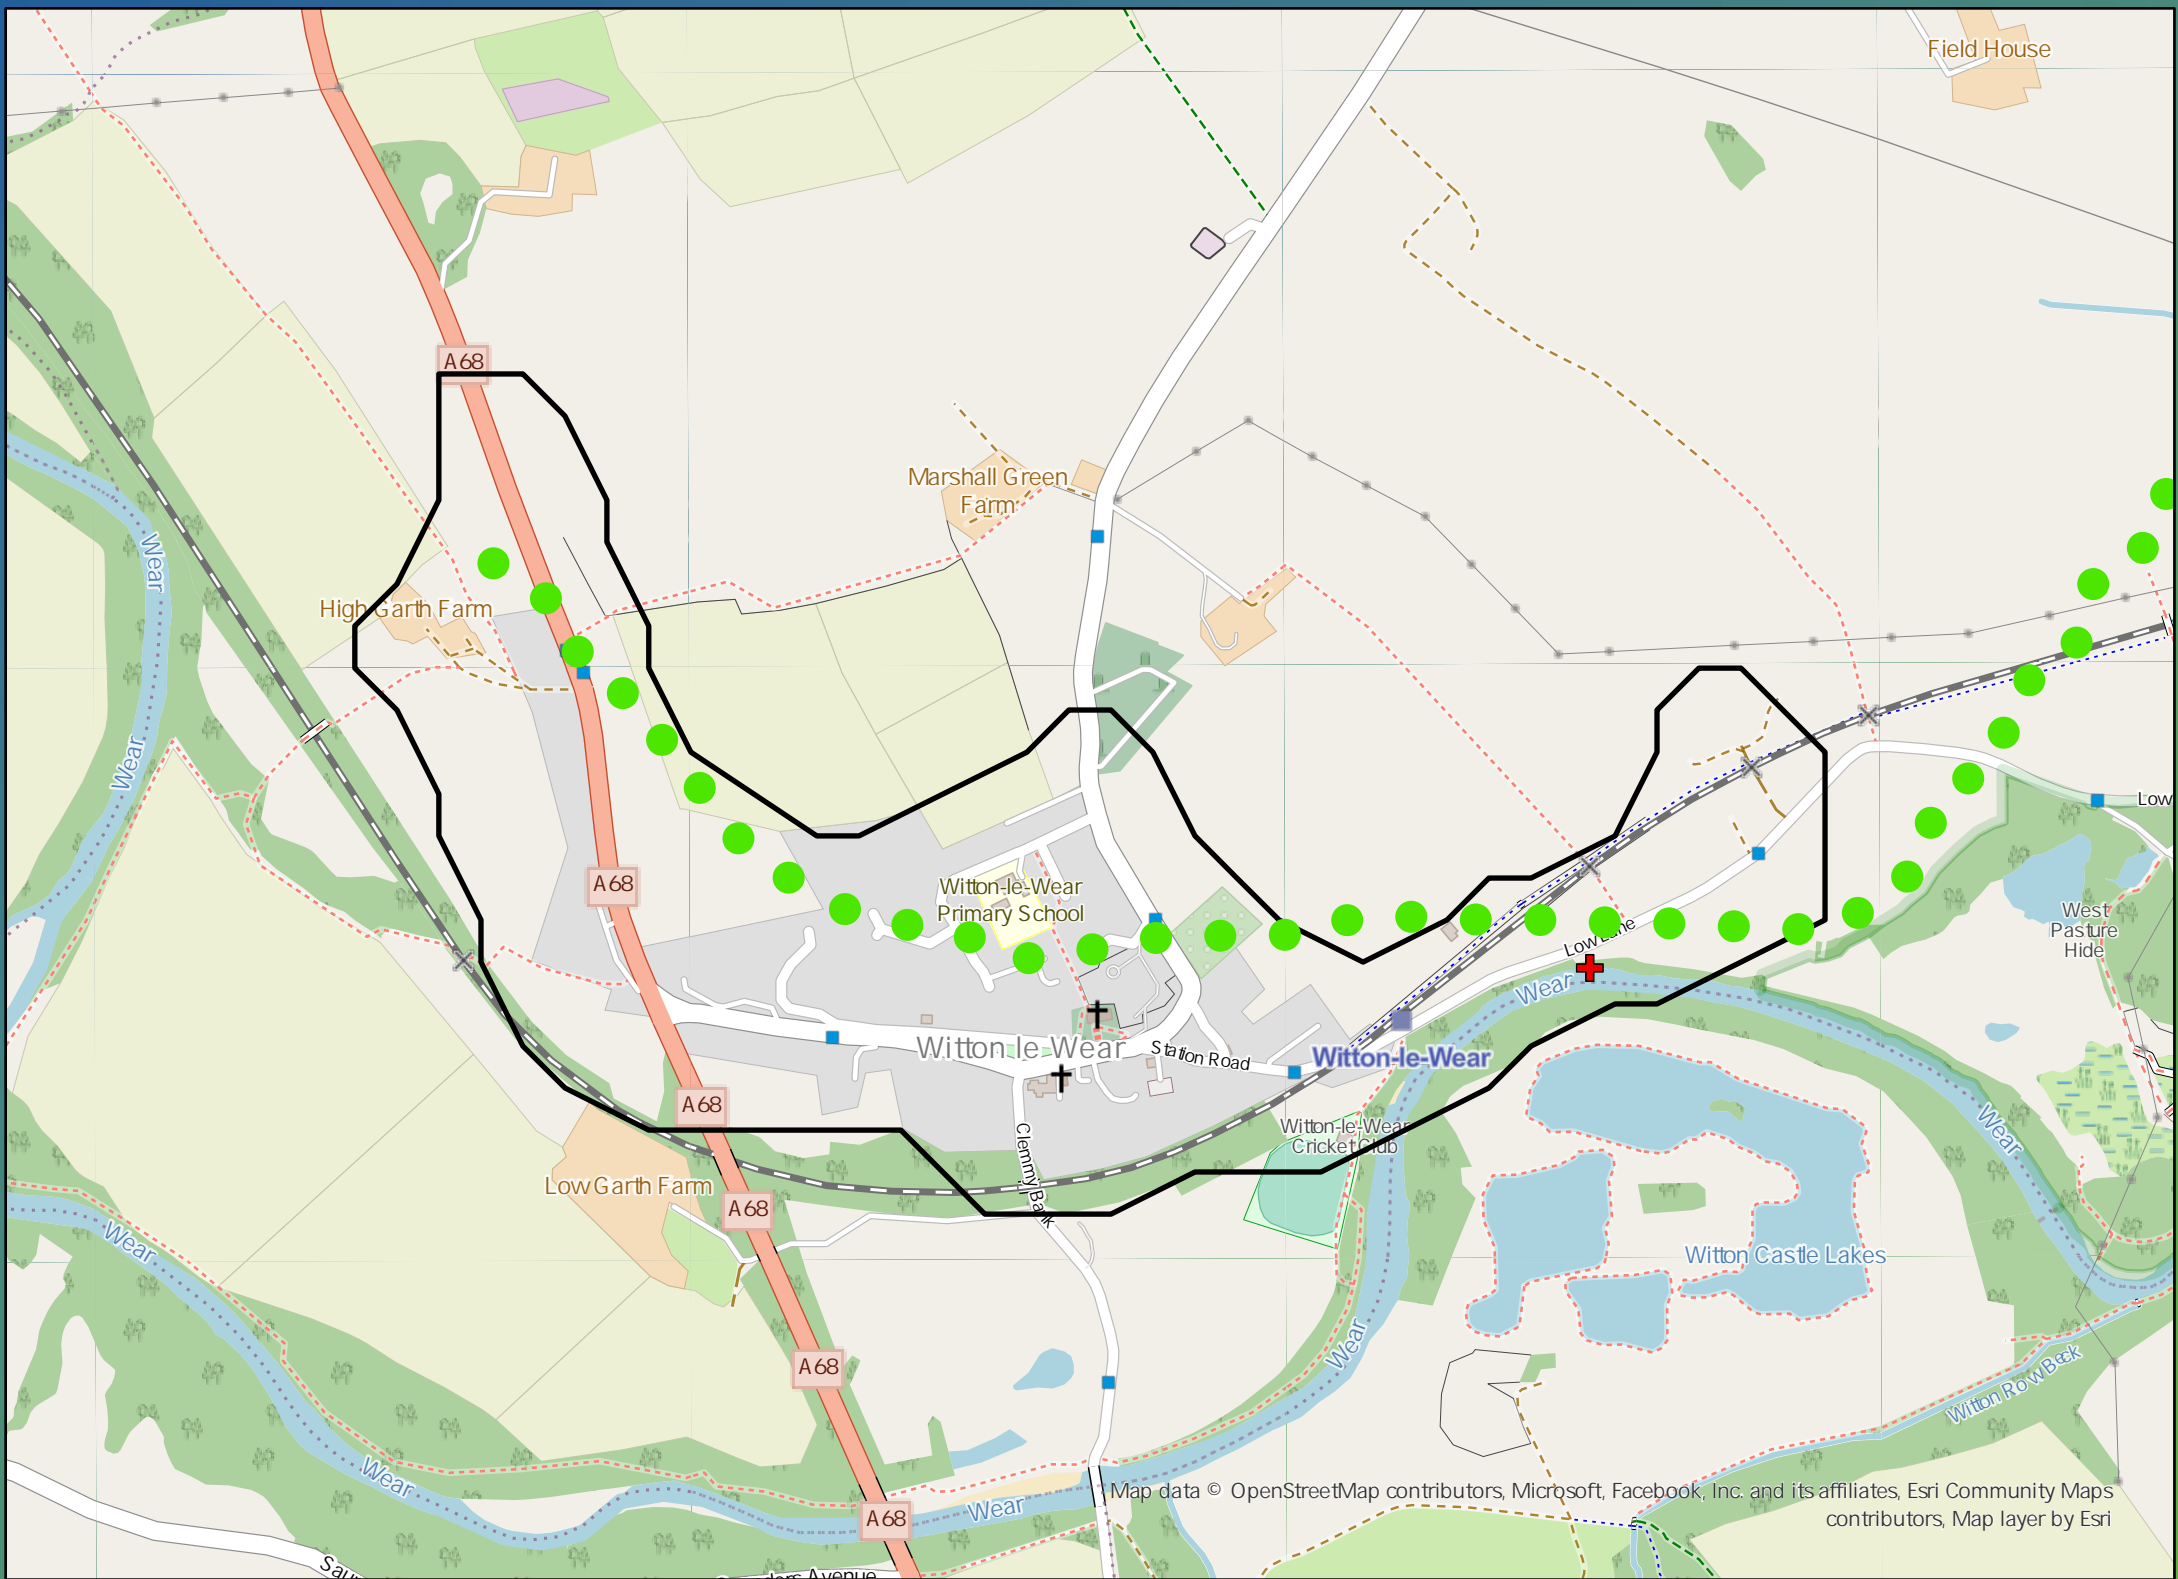 Field House
A68
Marshall Green
Farm
Wear
High Garth Farm
Wear
Low
A68
Witton-le-Wear
Primary School
West
Pasture
Hide
Low Lane
Wear
Witton le Wear
Station Road
Witton-le-Wear
A68
Clemmy Bank
Witton-le-Wear
Cricket Club
Wear
Low Garth Farm
A68
Wear
Witton Castle Lakes
Wear
A68
Witton Row Beck
Wear
Wear
A68
Map data © OpenStreetMap contributors, Microsoft, Facebook, Inc. and its affiliates, Esri Community Maps
contributors, Map layer by Esri